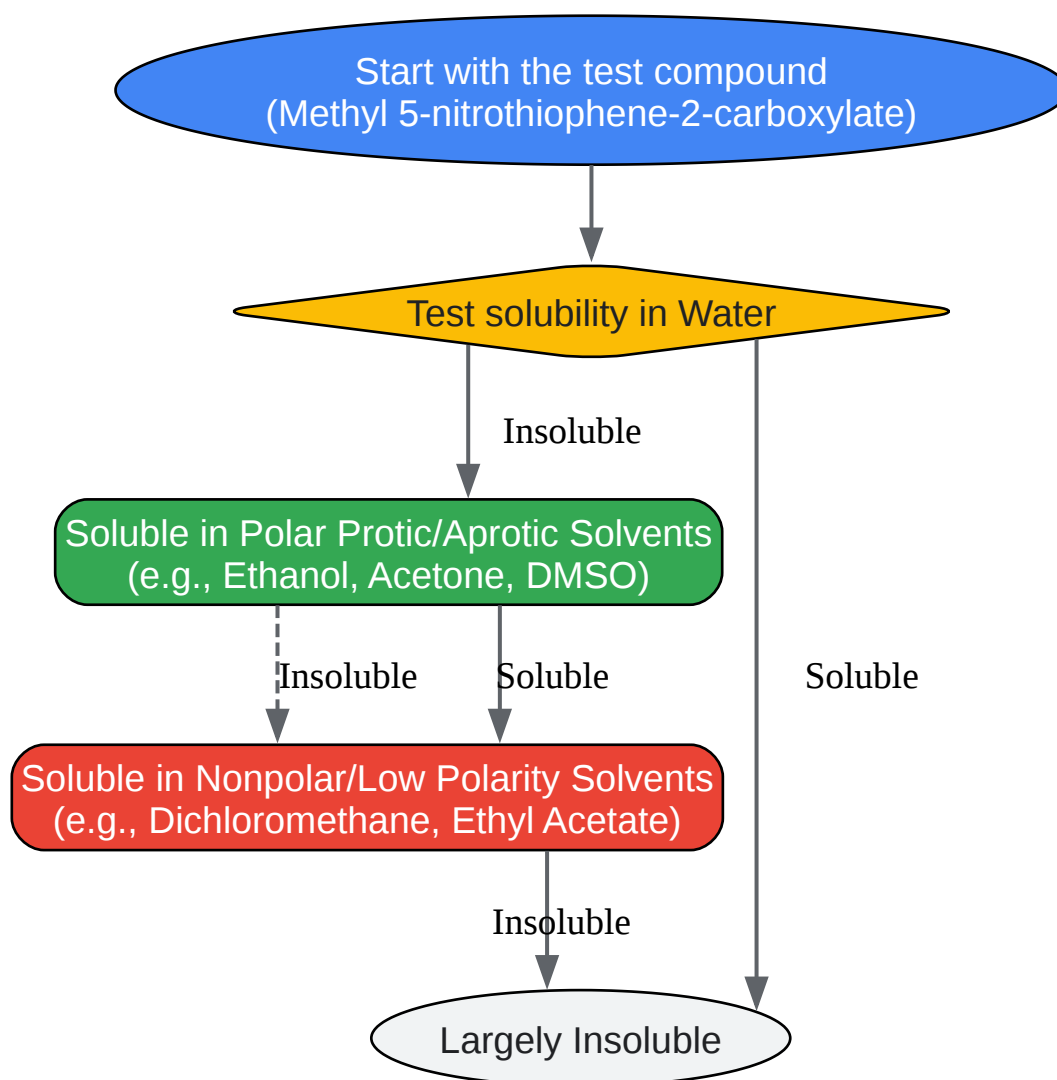 Start with the test compound
(Methyl 5-nitrothiophene-2-carboxylate)
Test solubility in Water
Insoluble
Soluble in Polar Protic/Aprotic Solvents
(e.g., Ethanol, Acetone, DMSO)
Insoluble
Soluble
Soluble
Soluble in Nonpolar/Low Polarity Solvents
(e.g., Dichloromethane, Ethyl Acetate)
Insoluble
Largely Insoluble